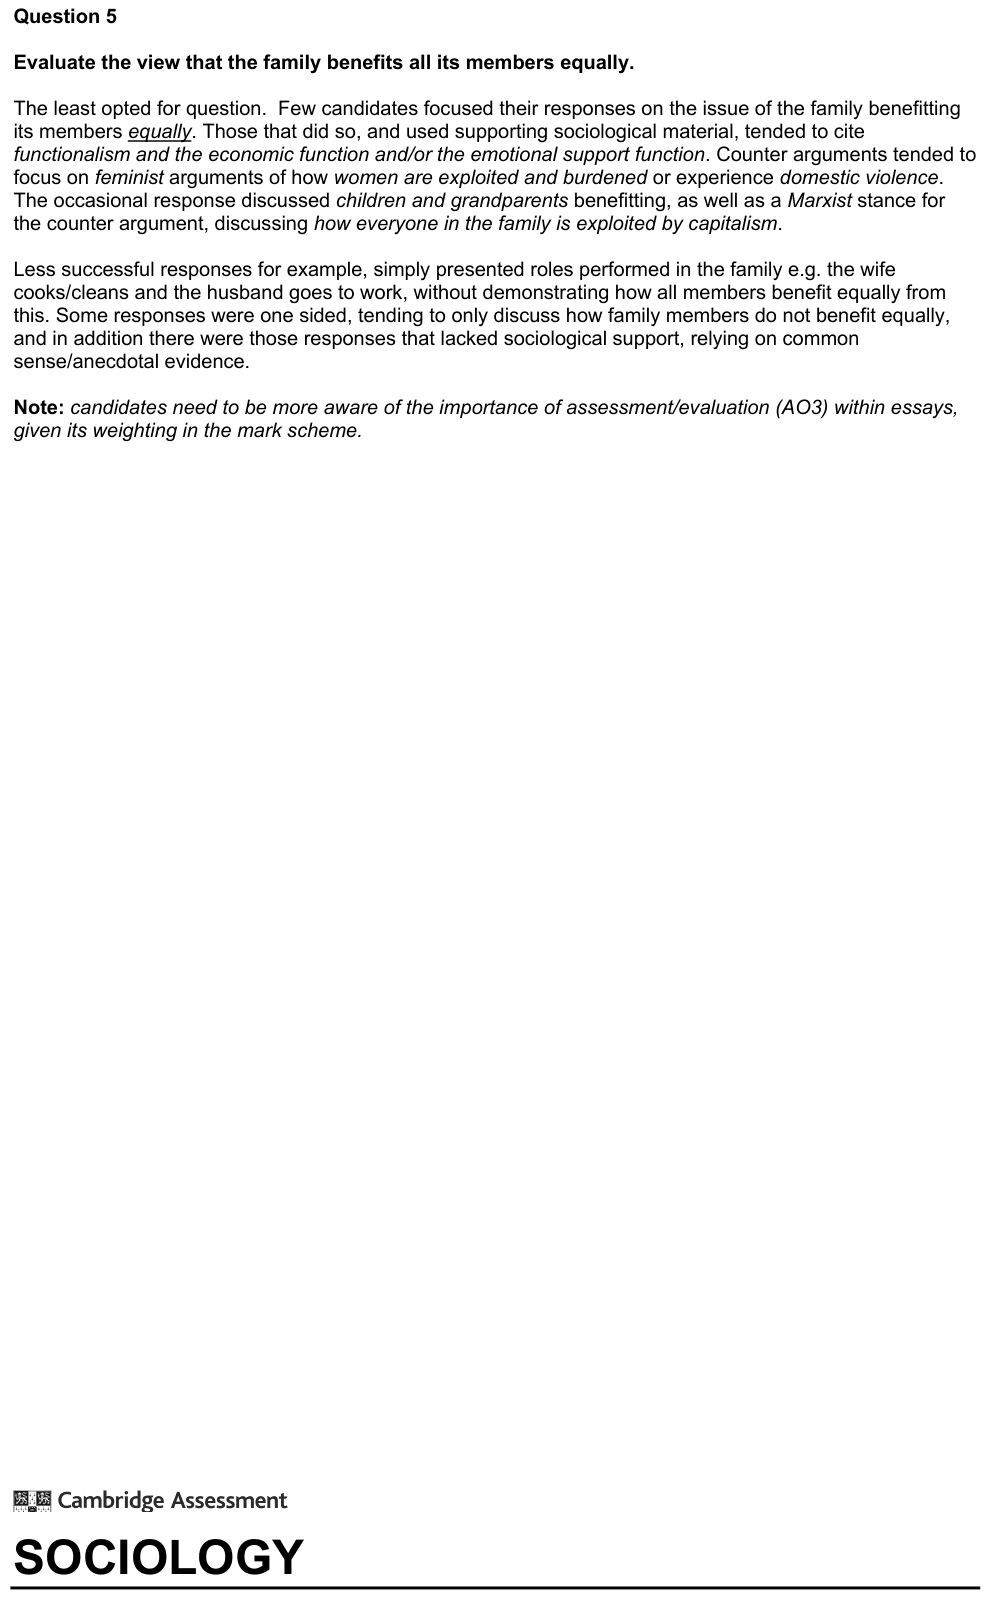 Question 5
Evaluate the view that the family benefits all its members equally.
The least opted for question.  Few candidates focused their responses on the issue of the family benefitting
its members equally. Those that did so, and used supporting sociological material, tended to cite
functionalism and the economic function and/or the emotional support function. Counter arguments tended to
focus on feminist arguments of how women are exploited and burdened or experience domestic violence.
The occasional response discussed children and grandparents benefitting, as well as a Marxist stance for
the counter argument, discussing how everyone in the family is exploited by capitalism.
Less successful responses for example, simply presented roles performed in the family e.g. the wife
cooks/cleans and the husband goes to work, without demonstrating how all members benefit equally from
this. Some responses were one sided, tending to only discuss how family members do not benefit equally,
and in addition there were those responses that lacked sociological support, relying on common
sense/anecdotal evidence.
Note: candidates need to be more aware of the importance of assessment/evaluation (AO3) within essays,
given its weighting in the mark scheme.
Cambridge Assessment
SOCIOLOGY